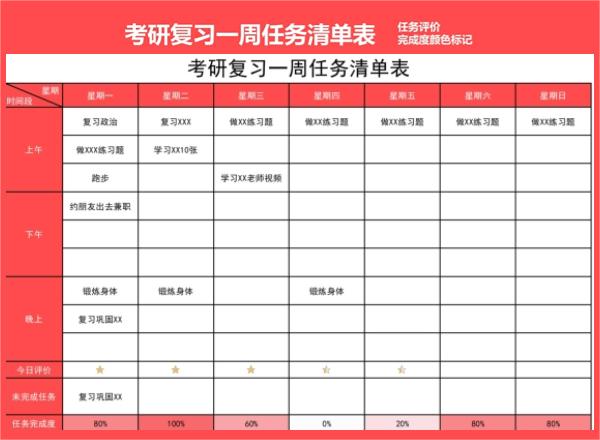 考研复习一周任务清单表 任务评价
完成度颜色标记
考研复习一周任务清单表
星期
时间段 星期一 星期二 星期三 星期四 星期五 星期六 星期日
复习政治 复习XXX 做XX练习题 做XX练习题 做XX练习题 做XX练习题 做XX练习题
上午 做XXX练习题 学习XX10张
跑步 学习XX老师视频
约朋友出去兼职
下午
锻炼身体 锻炼身体 锻炼身体
晚上 复习巩固XX
今日评价
未完成任务 复习巩固XX
任务完成度 80% 100% 60% 0% 20% 80% 80%